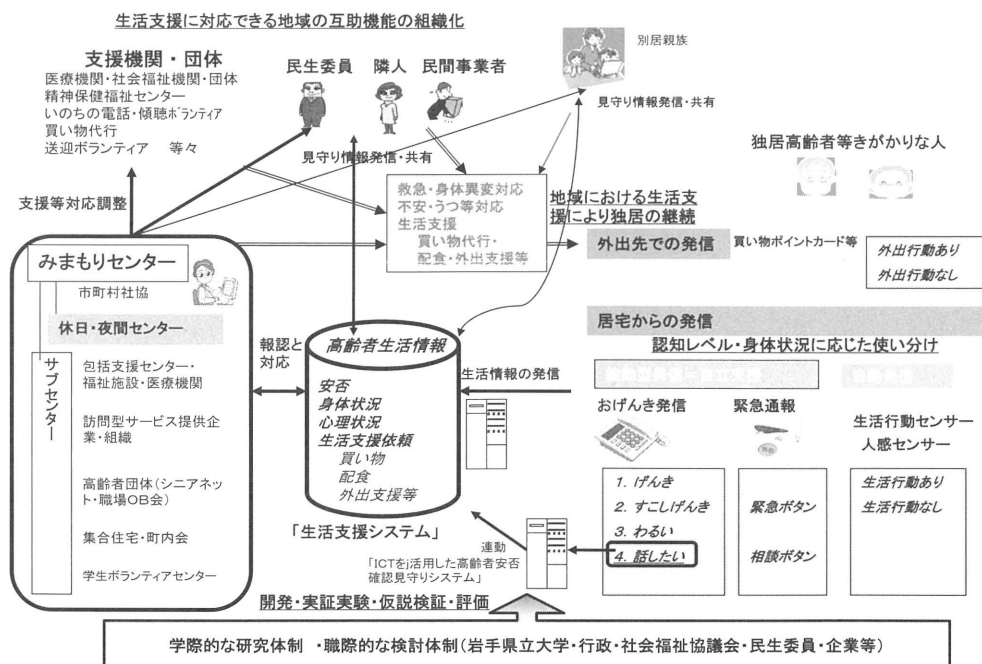 生活支援に対応できる地域の互助機能の組織化
支援機関・団体
医療機関・社会福祉機関・団体
精神保健福祉センター
いのちの電話・傾聴ボランティア
買い物代行
送迎ボランティア　等々
民生委員
隣人
民間事業者
別居親族
見守り情報発信・共有
見守り情報発信・共有
独居高齢者等きがかりな人
支援等対応調整
救急・身体異変対応
不安・うつ等対応
生活支援
買い物代行・
配食・外出支援等
地域における生活支
援により独居の継続
外出先での発信
買い物ポイントカード等
外出行動あり
外出行動なし
みまもりセンター
市町村社協
休日・夜間センター
サブセンター
包括支援センター・
福祉施設・医療機関
訪問型サービス提供企
業・組織
高齢者団体(シニアネッ
ト・職場OB会)
集合住宅・町内会
学生ボランティアセンター
報認と
対応
高齢者生活情報
安否
身体状況
心理状況
生活支援依頼
買い物
配食
外出支援等
「生活支援システム」
生活情報の発信
居宅からの発信
認知レベル・身体状況に応じた使い分け
おげんき発信
緊急通報
生活行動センサー
人感センサー
1. げんき
2. すこしげんき
3. わるい
4. 話したい
緊急ボタン
相談ボタン
生活行動あり
生活行動なし
連動
「ICTをj活用した高齢者安否
確認見守りシステム」
開発・実証実験・仮説検証・評価
学際的な研究体制　・職際的な検討体制(岩手県立大学・行政・社会福祉協議会・民生委員・企業等)